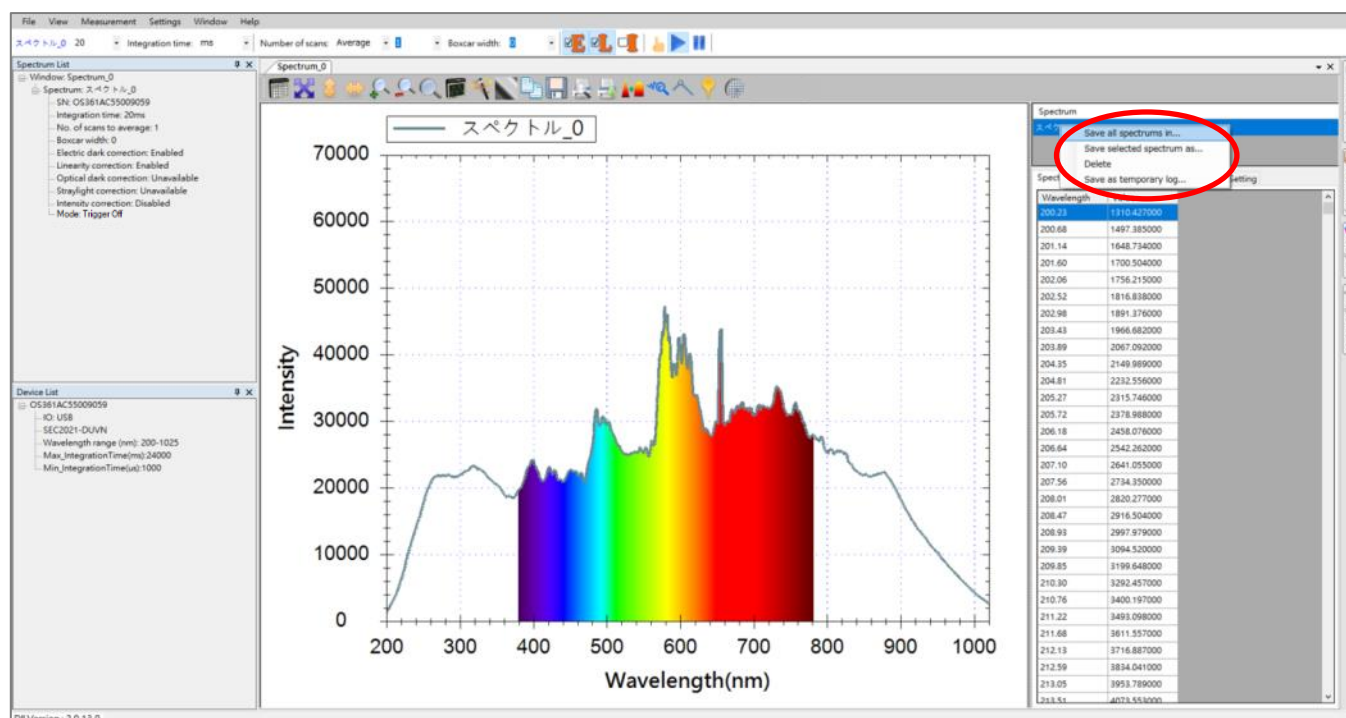 File View Measurement Settings Window Help
スペクトル_0 20 Integration time: ms Number of scans: Average 1 Boxcar width: 0
Spectrum List
Window: Spectrum_0
Spectrum: スペクトル_0
SN: OS361AC55009059
Integration time: 20ms
No. of scans to average: 1
Boxcar width: 0
Electric dark correction: Enabled
Linearity correction: Enabled
Optical dark correction: Unavailable
Straylight correction: Unavailable
Intensity correction: Disabled
Mode: Trigger Off
Device List
OS361AC55009059
IO: USB
SEC2021-DUVN
Wavelength range (nm): 200-1025
Max_IntegrationTime(ms):24000
Min_IntegrationTime(us):1000
Spectrum_0
スペクトル_0
70000
60000
50000
40000
30000
20000
10000
0
Intensity
200 300 400 500 600 700 800 900 1000
Wavelength(nm)
Spectrum
Save all spectrums in...
Save selected spectrum as...
Delete
Save as temporary log...
Wavelength
200.23 1310.427000
200.68 1497.385000
201.14 1648.734000
201.60 1700.504000
202.06 1756.215000
202.52 1816.838000
202.98 1891.376000
203.43 1966.682000
203.89 2067.092000
204.35 2149.989000
204.81 2232.556000
205.27 2315.746000
205.72 2378.988000
206.18 2458.076000
206.64 2542.262000
207.10 2641.055000
207.56 2734.350000
208.01 2820.277000
208.47 2916.504000
208.93 2997.979000
209.39 3094.520000
209.85 3199.648000
210.30 3292.457000
210.76 3400.197000
211.22 3493.098000
211.68 3611.557000
212.13 3716.887000
212.59 3834.041000
213.05 3953.789000
213.51 4073.553000